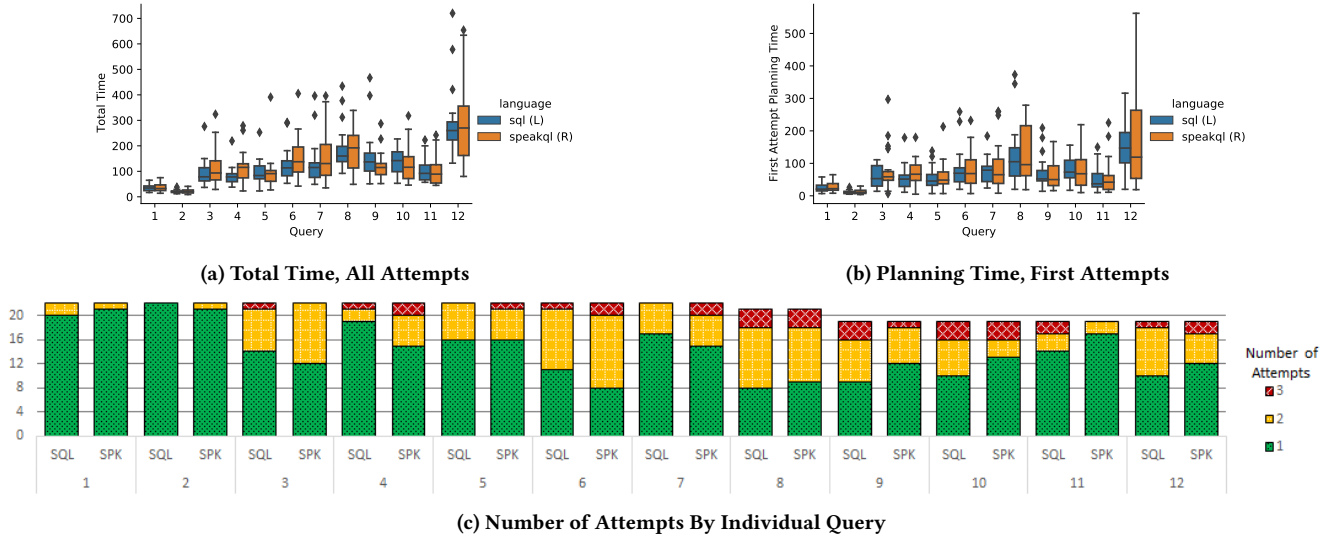 700
600
500
400
300
200
100
0
Total Time
1 2 3 4 5 6 7 8 9 10 11 12
Query
language
sql (L)
speakql (R)
(a) Total Time, All Attempts
500
400
300
200
100
0
First Attempt Planning Time
1 2 3 4 5 6 7 8 9 10 11 12
Query
language
sql (L)
speakql (R)
(b) Planning Time, First Attempts
20
16
12
8
4
0
SQL SPK SQL SPK SQL SPK SQL SPK SQL SPK SQL SPK SQL SPK SQL SPK SQL SPK SQL SPK SQL SPK SQL SPK
1 2 3 4 5 6 7 8 9 10 11 12
Number of
Attempts
3
2
1
(c) Number of Attempts By Individual Query